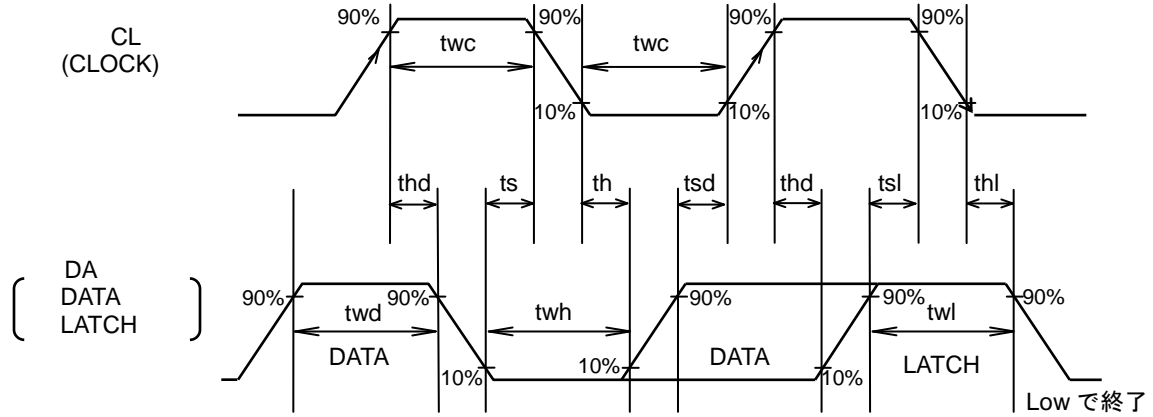 90% 90% 90% 90%
CL
(CLOCK)
twc twc
10% 10% 10%
thd ts th tsd thd tsl thl
DA
DATA
LATCH
90% 90% 90% 90% 90%
twd twh twl
DATA DATA LATCH
10% 10% 10%
Low で終了